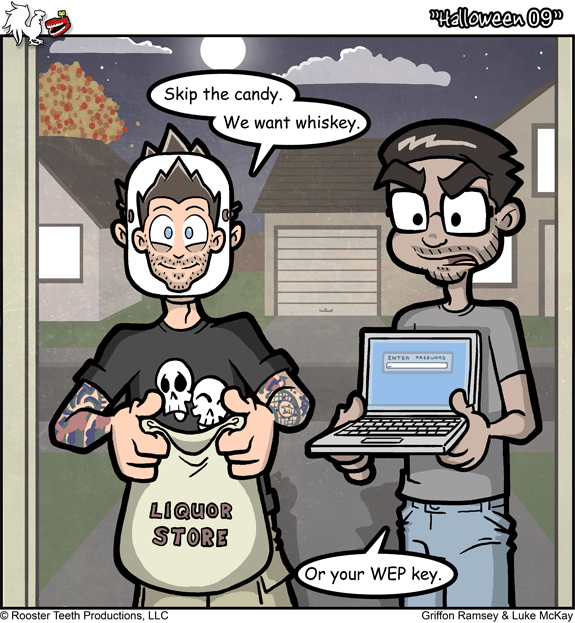 "Halloween 09"
Skip the candy.
We want whiskey.
ENTER PASSWORD
LIQUOR
STORE
Or your WEP key.
© Rooster Teeth Productions, LLC
Griffon Ramsey & Luke McKay